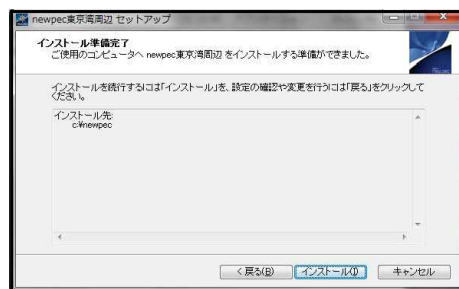 newpec東京湾周辺 セットアップ
インストール準備完了
ご使用のコンピュータへ newpec東京湾周辺 をインストールする準備ができました。
インストールを続行するには「インストール」を、設定の確認や変更を行うには「戻る」をクリックして
ください。
インストール先:
c:¥newpec
< 戻る(B) インストール(I) キャンセル